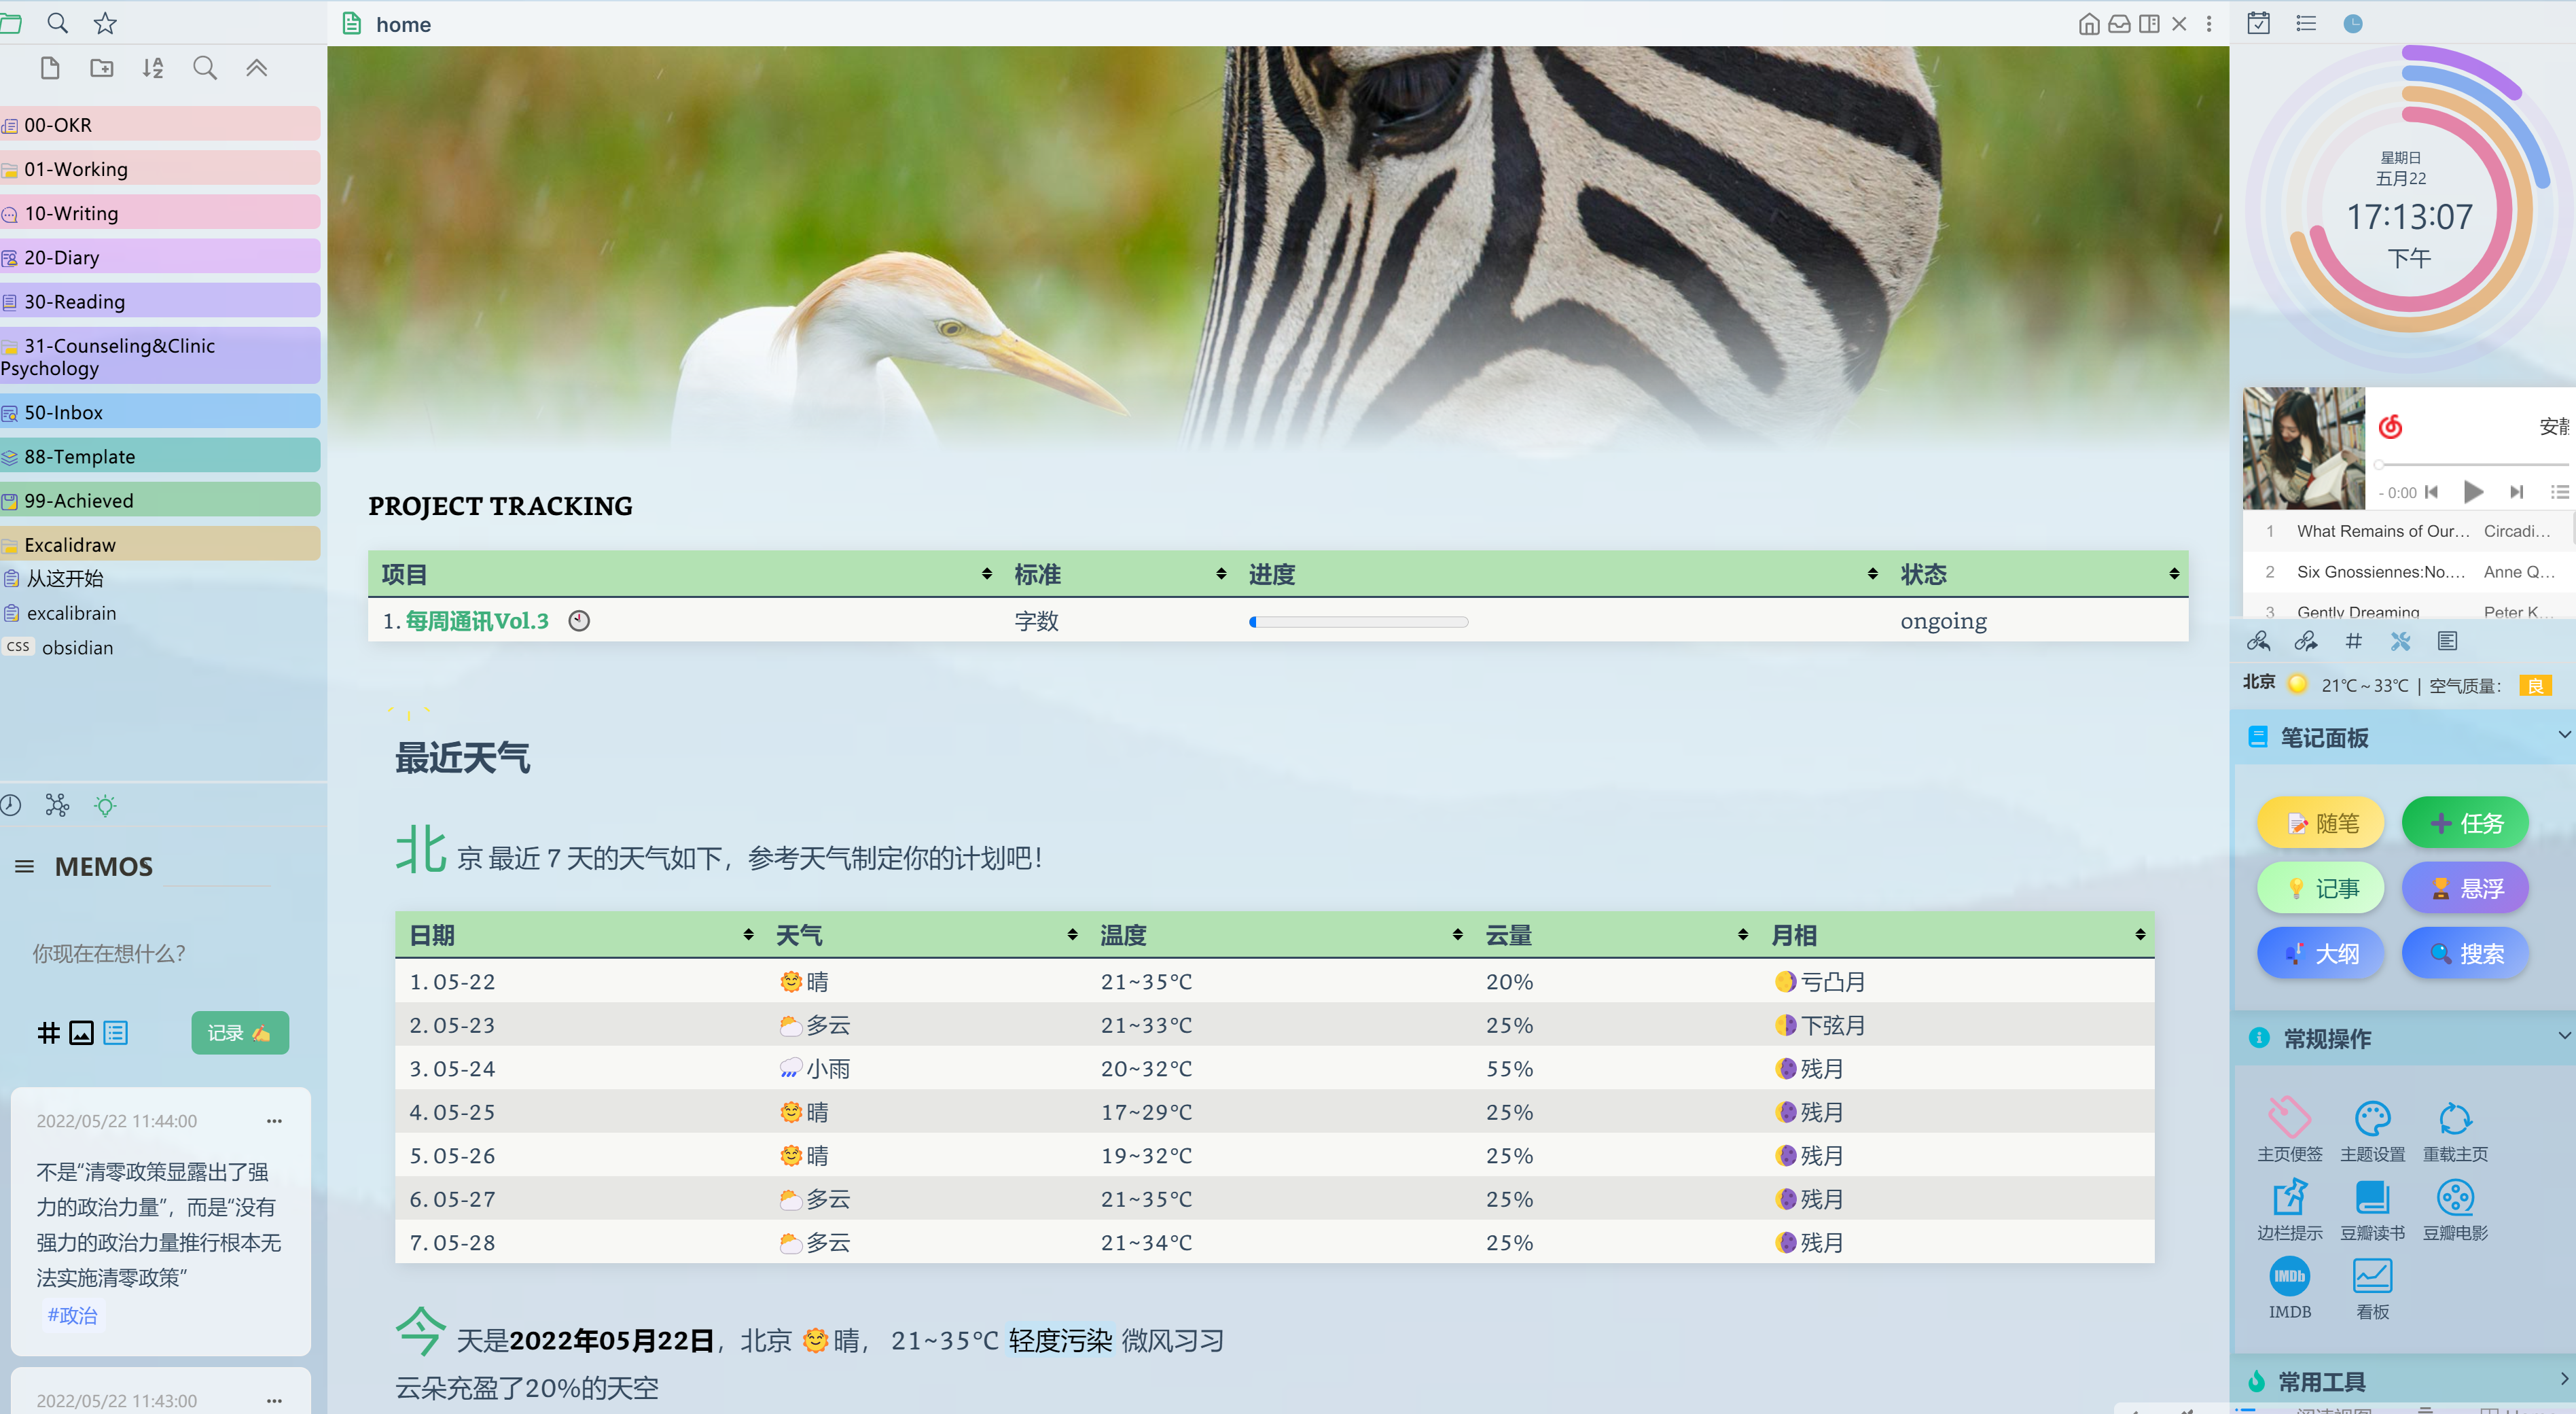 home
00-OKR
01-Working
10-Writing
20-Diary
30-Reading
31-Counseling&Clinic
Psychology
50-Inbox
88-Template
99-Achieved
Excalidraw
从这开始
excalibrain
CSS obsidian
MEMOS
你现在在想什么?
记录
2022/05/22 11:44:00
不是“清零政策显露出了强
力的政治力量”，而是“没有
强力的政治力量推行根本无
法实施清零政策”
#政治
2022/05/22 11:43:00
PROJECT TRACKING
项目 标准 进度 状态
1. 每周通讯Vol.3 字数 ongoing
最近天气
北京 最近 7 天的天气如下，参考天气制定你的计划吧！
日期 天气 温度 云量 月相
1. 05-22 晴 21~35℃ 20% 亏凸月
2. 05-23 多云 21~33℃ 25% 下弦月
3. 05-24 小雨 20~32℃ 55% 残月
4. 05-25 晴 17~29℃ 25% 残月
5. 05-26 晴 19~32℃ 25% 残月
6. 05-27 多云 21~35℃ 25% 残月
7. 05-28 多云 21~34℃ 25% 残月
今天是2022年05月22日，北京 晴， 21~35℃ 轻度污染 微风习习
云朵充盈了20%的天空
星期日
五月22
17:13:07
下午
- 0:00
1 What Remains of Our... Circadi...
2 Six Gnossiennes:No.... Anne Q...
3 Gently Dreaming Peter K...
北京 21℃ ~ 33℃ | 空气质量： 良
笔记面板
随笔 任务
记事 悬浮
大纲 搜索
常规操作
主页便签 主题设置 重载主页
边栏提示 豆瓣读书 豆瓣电影
IMDb
IMDB 看板
常用工具